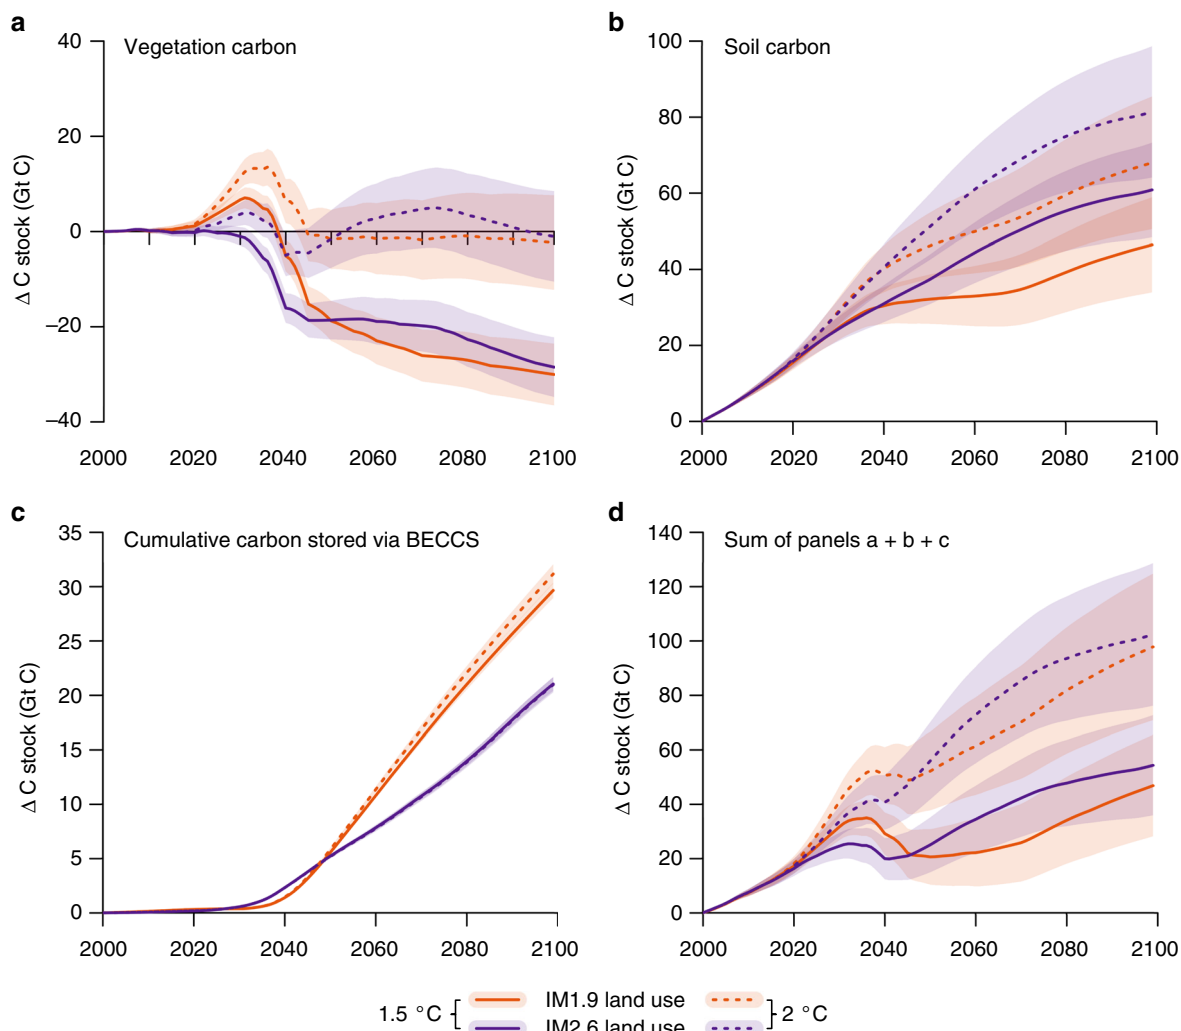 a
Vegetation carbon
Δ C stock (Gt C)
40
20
0
–20
–40
2000 2020 2040 2060 2080 2100
b
Soil carbon
Δ C stock (Gt C)
100
80
60
40
20
0
2000 2020 2040 2060 2080 2100
c
Cumulative carbon stored via BECCS
Δ C stock (Gt C)
35
30
25
20
15
10
5
0
2000 2020 2040 2060 2080 2100
d
Sum of panels a + b + c
Δ C stock (Gt C)
140
120
100
80
60
40
20
0
2000 2020 2040 2060 2080 2100
1.5 °C
IM1.9 land use
IM2.6 land use
2 °C